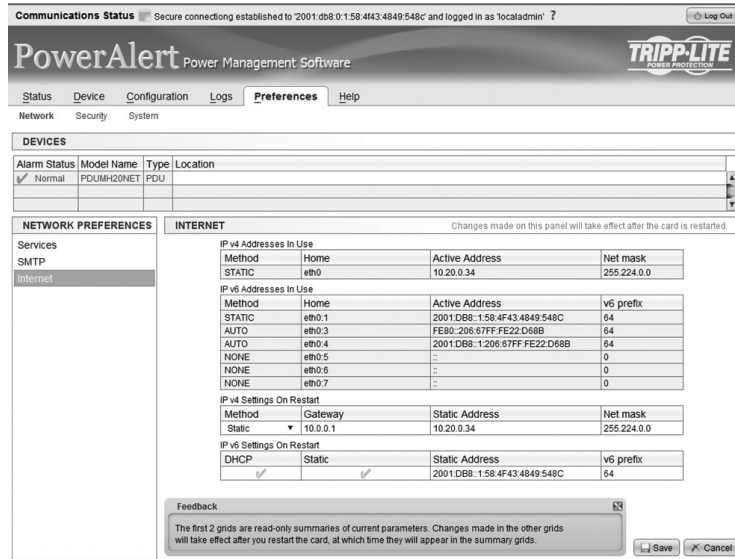 Communications Status Secure connectiong established to '2001:db8:0:1:58:4f43:4849:548c' and logged in as 'localadmin' ? Log Out
PowerAlert Power Management Software
TRIPP·LITE
POWER PROTECTION
Status Device Configuration Logs Preferences Help
Network Security System
DEVICES
Alarm Status Model Name Type Location
Normal PDUMH20NET PDU
NETWORK PREFERENCES
Services
SMTP
Internet
INTERNET Changes made on this panel will take effect after the card is restarted.
IP v4 Addresses In Use
Method Home Active Address Net mask
STATIC eth0 10.20.0.34 255.224.0.0
IP v6 Addresses In Use
Method Home Active Address v6 prefix
STATIC eth0:1 2001:DB8::1:58:4F43:4849:548C 64
AUTO eth0:3 FE80::206:67FF:FE22:D68B 64
AUTO eth0:4 2001:DB8::1:206:67FF:FE22:D68B 64
NONE eth0:5 :: 0
NONE eth0:6 :: 0
NONE eth0:7 :: 0
IP v4 Settings On Restart
Method Gateway Static Address Net mask
Static 10.0.0.1 10.20.0.34 255.224.0.0
IP v6 Settings On Restart
DHCP Static Static Address v6 prefix
2001:DB8::1:58:4F43:4849:548C 64
Feedback
The first 2 grids are read-only summaries of current parameters. Changes made in the other grids
will take effect after you restart the card, at which time they will appear in the summary grids.
Save Cancel